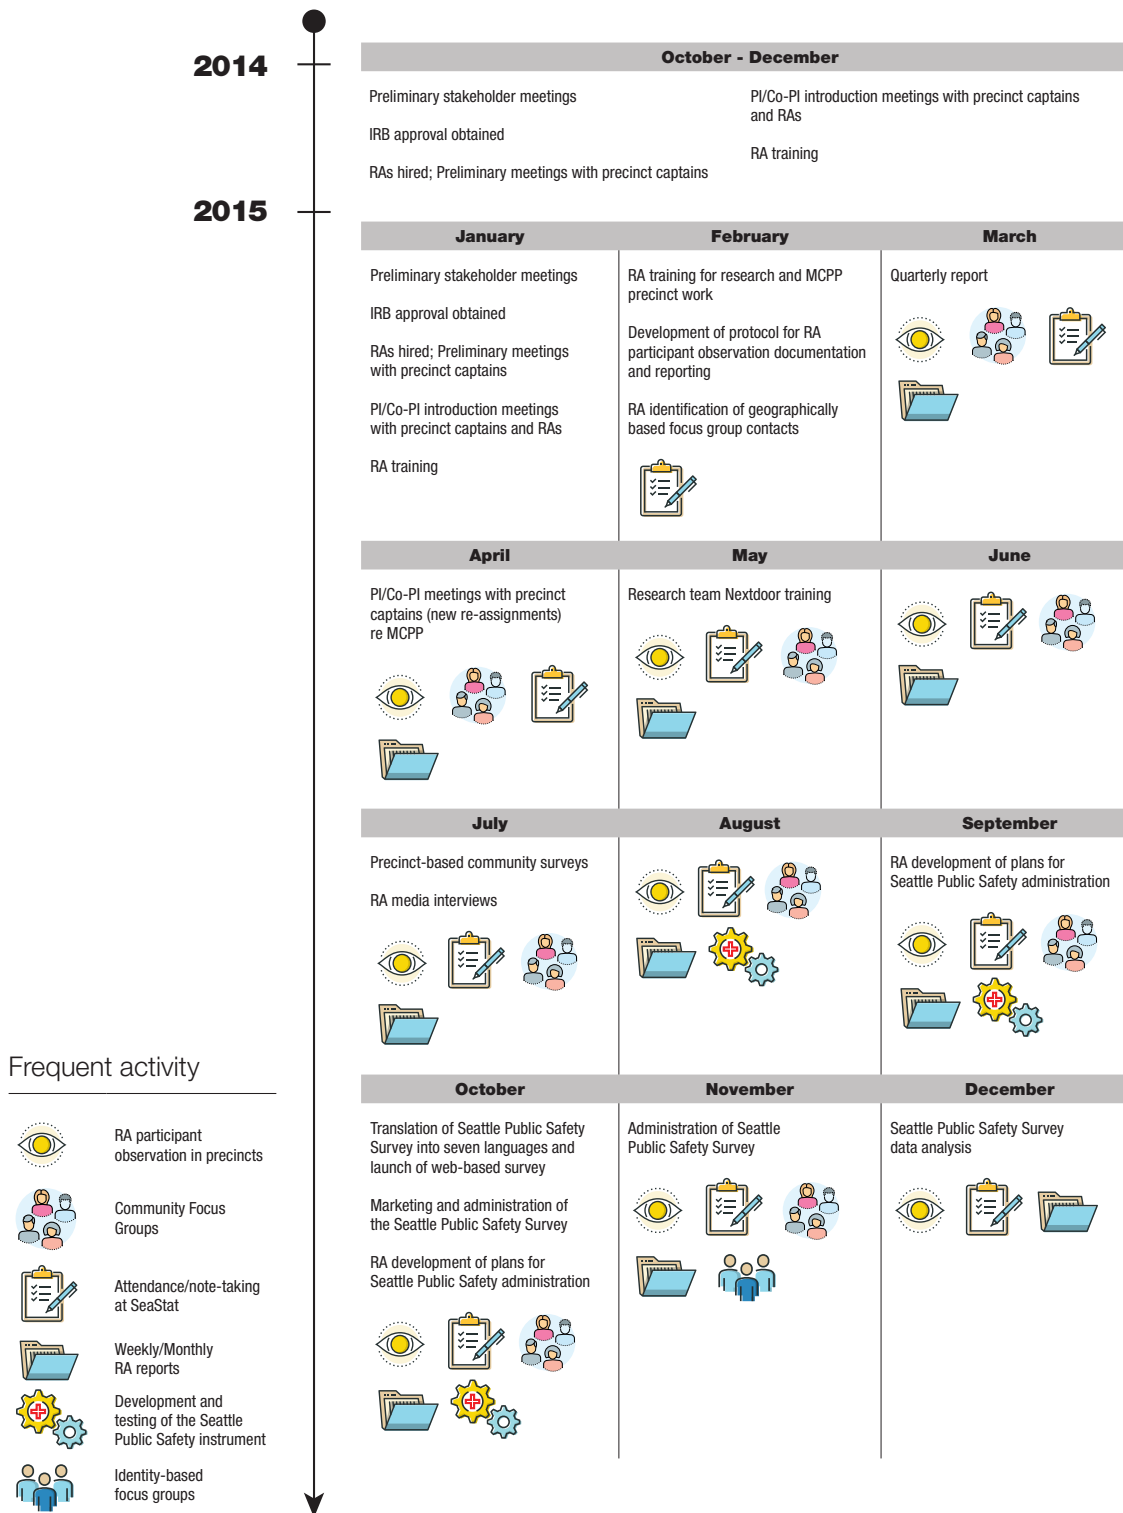 2014
October - December
Preliminary stakeholder meetings
IRB approval obtained
RAs hired; Preliminary meetings with precinct captains
PI/Co-PI introduction meetings with precinct captains
and RAs
RA training
2015
January
February
March
Preliminary stakeholder meetings
IRB approval obtained
RAs hired; Preliminary meetings
with precinct captains
PI/Co-PI introduction meetings
with precinct captains and RAs
RA training
RA training for research and MCPP
precinct work
Development of protocol for RA
participant observation documentation
and reporting
RA identification of geographically
based focus group contacts
Quarterly report
April
May
June
PI/Co-PI meetings with precinct
captains (new re-assignments)
re MCPP
Research team Nextdoor training
July
August
September
Precinct-based community surveys
RA media interviews
RA development of plans for
Seattle Public Safety administration
October
November
December
Translation of Seattle Public Safety
Survey into seven languages and
launch of web-based survey
Marketing and administration of
the Seattle Public Safety Survey
RA development of plans for
Seattle Public Safety administration
Administration of Seattle
Public Safety Survey
Seattle Public Safety Survey
data analysis
Frequent activity
RA participant
observation in precincts
Community Focus
Groups
Attendance/note-taking
at SeaStat
Weekly/Monthly
RA reports
Development and
testing of the Seattle
Public Safety instrument
Identity-based
focus groups